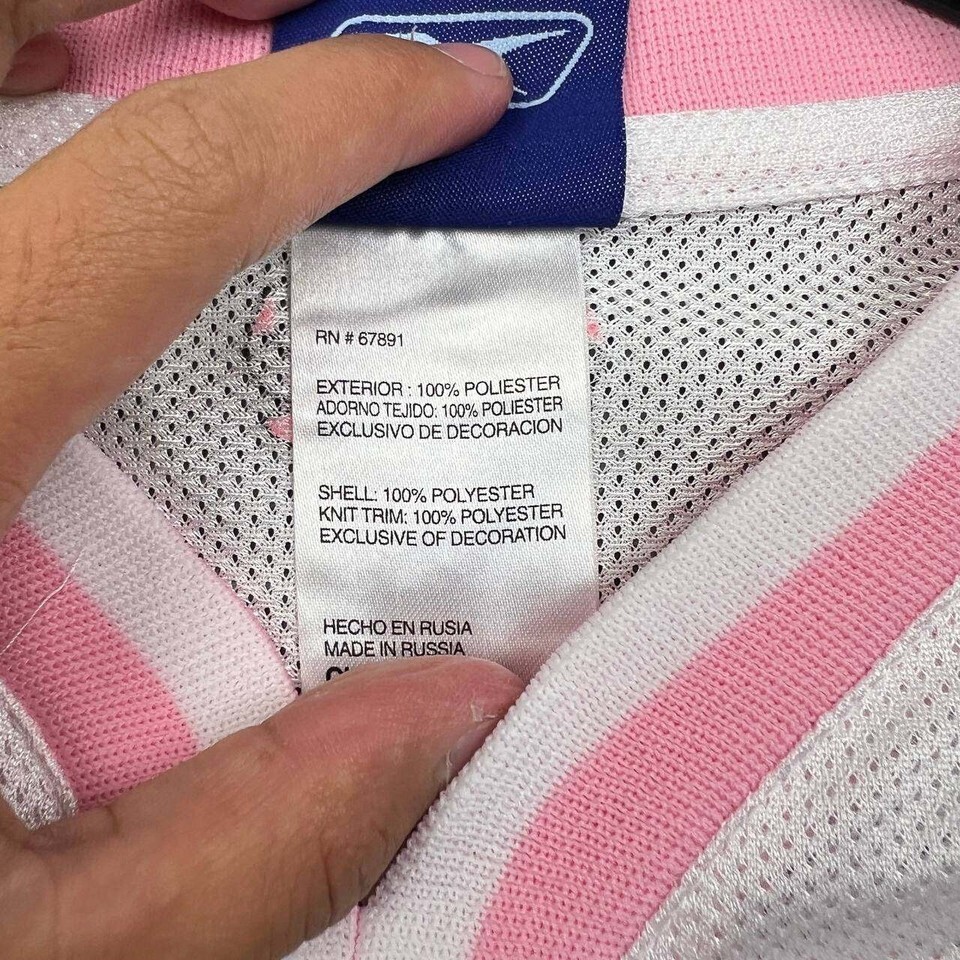 RN # 67891
EXTERIOR : 100% POLIESTER
ADORNO TEJIDO: 100% POLIESTER
EXCLUSIVO DE DECORACION
SHELL: 100% POLYESTER
KNIT TRIM: 100% POLYESTER
EXCLUSIVE OF DECORATION
HECHO EN RUSIA
MADE IN RUSSIA